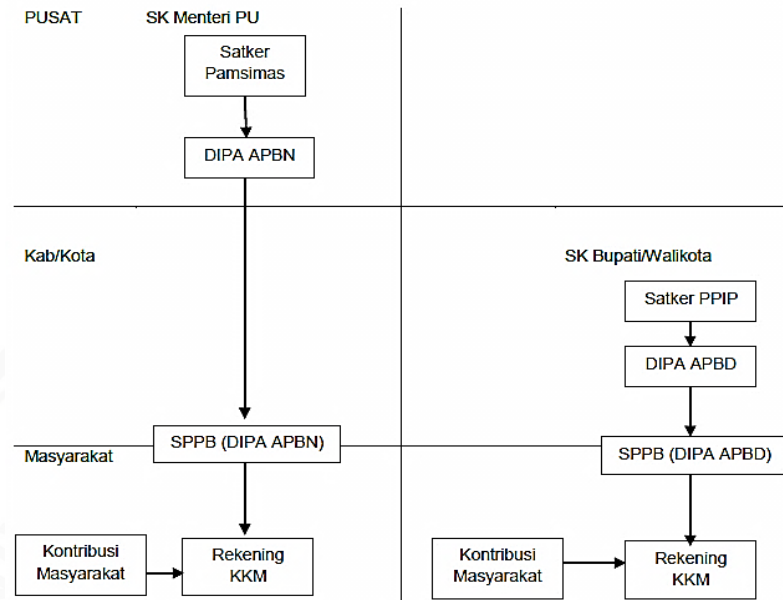 PUSAT SK Menteri PU
Satker
Pamsimas
DIPA APBN
Kab/Kota
SK Bupati/Walikota
Satker PPIP
DIPA APBD
SPPB (DIPA APBN)
Masyarakat
SPPB (DIPA APBD)
Kontribusi
Masyarakat
Rekening
KKM
Kontribusi
Masyarakat
Rekening
KKM